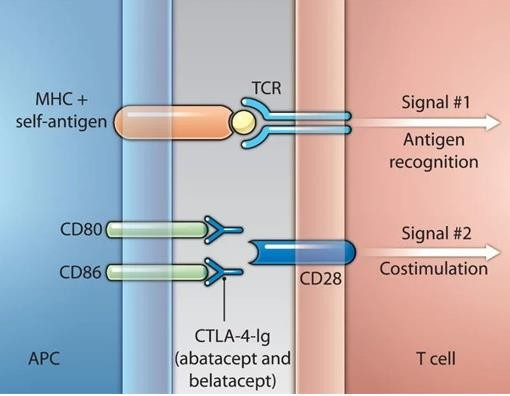 MHC +
self-antigen
TCR
Signal #1
Antigen
recognition
CD80
CD86
CD28
Signal #2
Costimulation
CTLA-4-Ig
(abatacept and
belatacept)
APC
T cell